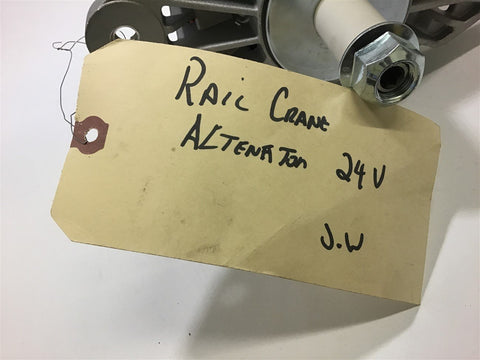 RAIL CRANE
ALTENATOR 24V
J.W